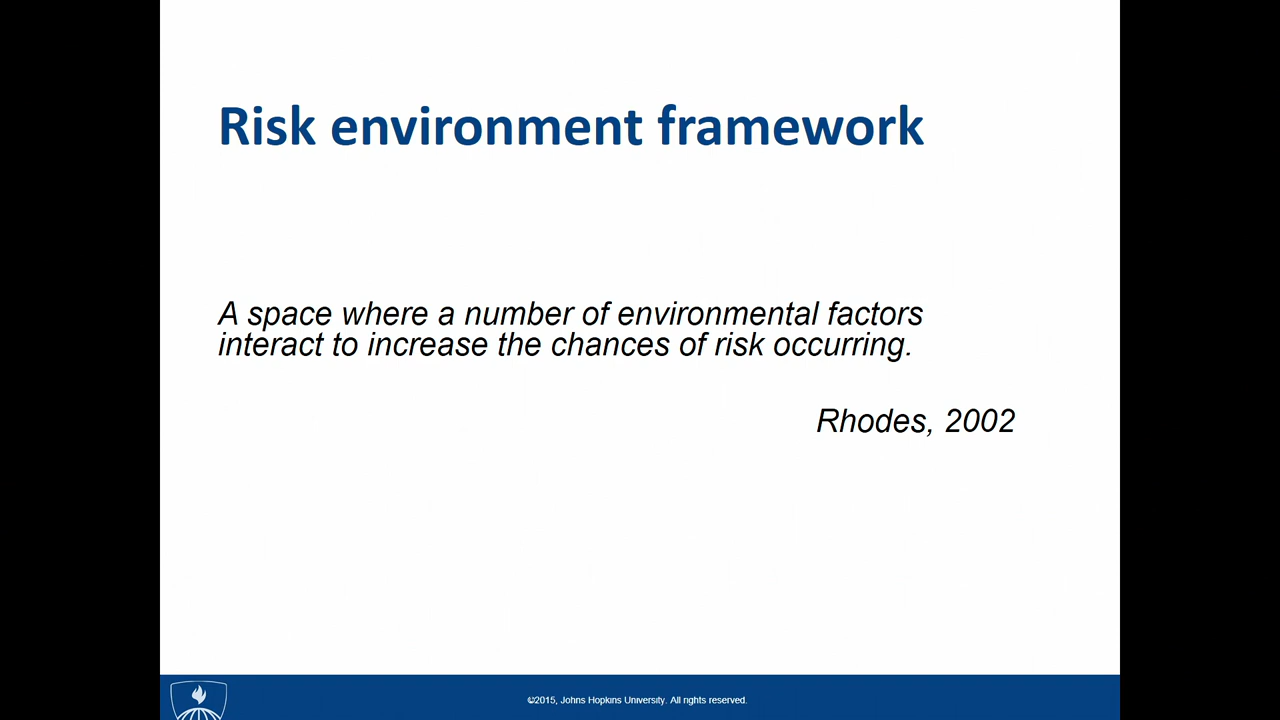 Risk environment framework
A space where a number of environmental factors
interact to increase the chances of risk occurring.
Rhodes, 2002
©2015, Johns Hopkins University. All rights reserved.